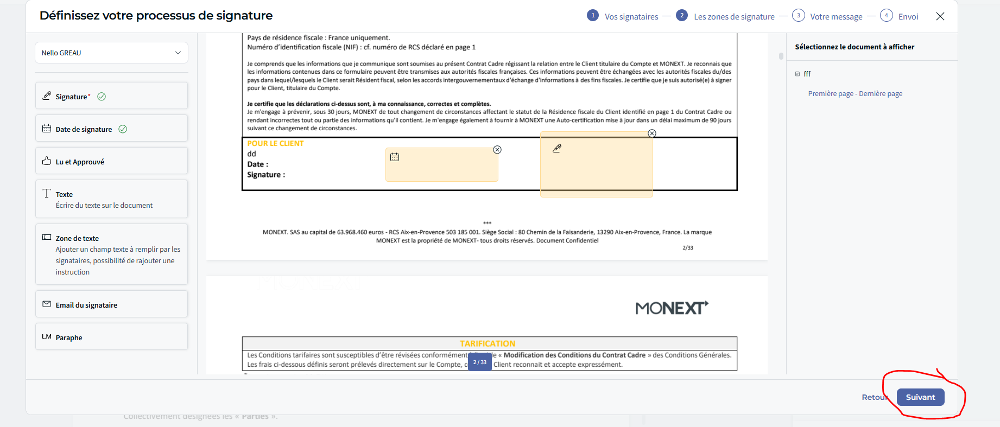 Définissez votre processus de signature
1 Vos signataires — 2 Les zones de signature — 3 Votre message — 4 Envoi
Nello GREAU
Signature*
Date de signature
Lu et Approuvé
Texte
Écrire du texte sur le document
Zone de texte
Ajouter un champ texte à remplir par les
signataires, possibilité de rajouter une
instruction
Email du signataire
L.M Paraphe
Pays de résidence fiscale : France uniquement.
Numéro d'identification fiscale (NIF) : cf. numéro de RCS déclaré en page 1
Je comprends que les informations que je communique sont soumises au présent Contrat Cadre régissant la relation entre le Client titulaire du Compte et MONEXT. Je reconnais que
les informations contenues dans ce formulaire peuvent être transmises aux autorités fiscales françaises. Ces informations peuvent être échangées avec les autorités fiscales du/des
pays dans lequel/lesquels le Client serait Résident fiscal, selon les accords intergouvernementaux d'échange d'informations à des fins fiscales. Je certifie que je suis autorisé(e) à signer
pour le Client, titulaire du Compte.
Je certifie que les déclarations ci-dessus sont, à ma connaissance, correctes et complètes.
Je m'engage à prévenir, sous 30 jours, MONEXT de tout changement de circonstances affectant le statut de la Résidence fiscale du Client identifié en page 1 du Contrat Cadre ou
rendant incorrectes tout ou partie des informations qu'il contient. Je m'engage également à fournir à MONEXT une Auto-certification mise à jour dans un délai maximum de 90 jours
suivant ce changement de circonstances.
POUR LE CLIENT
dd
Date :
Signature :
***
MONEXT. SAS au capital de 63.968.460 euros - RCS Aix-en-Provence 503 185 001. Siège Social : 80 Chemin de la Faisanderie, 13290 Aix-en-Provence, France. La marque
MONEXT est la propriété de MONEXT- tous droits réservés. Document Confidentiel
2/33
MONEXT
TARIFICATION
Les Conditions tarifaires sont susceptibles d'être révisées conformément le « Modification des Conditions du Contrat Cadre » des Conditions Générales.
Les frais ci-dessous définis seront prélevés directement sur le Compte, Client reconnait et accepte expressément.
2 / 33
Sélectionnez le document à afficher
fff
Première page - Dernière page
Retour
Suivant
Collectivement désignées les « Parties ».